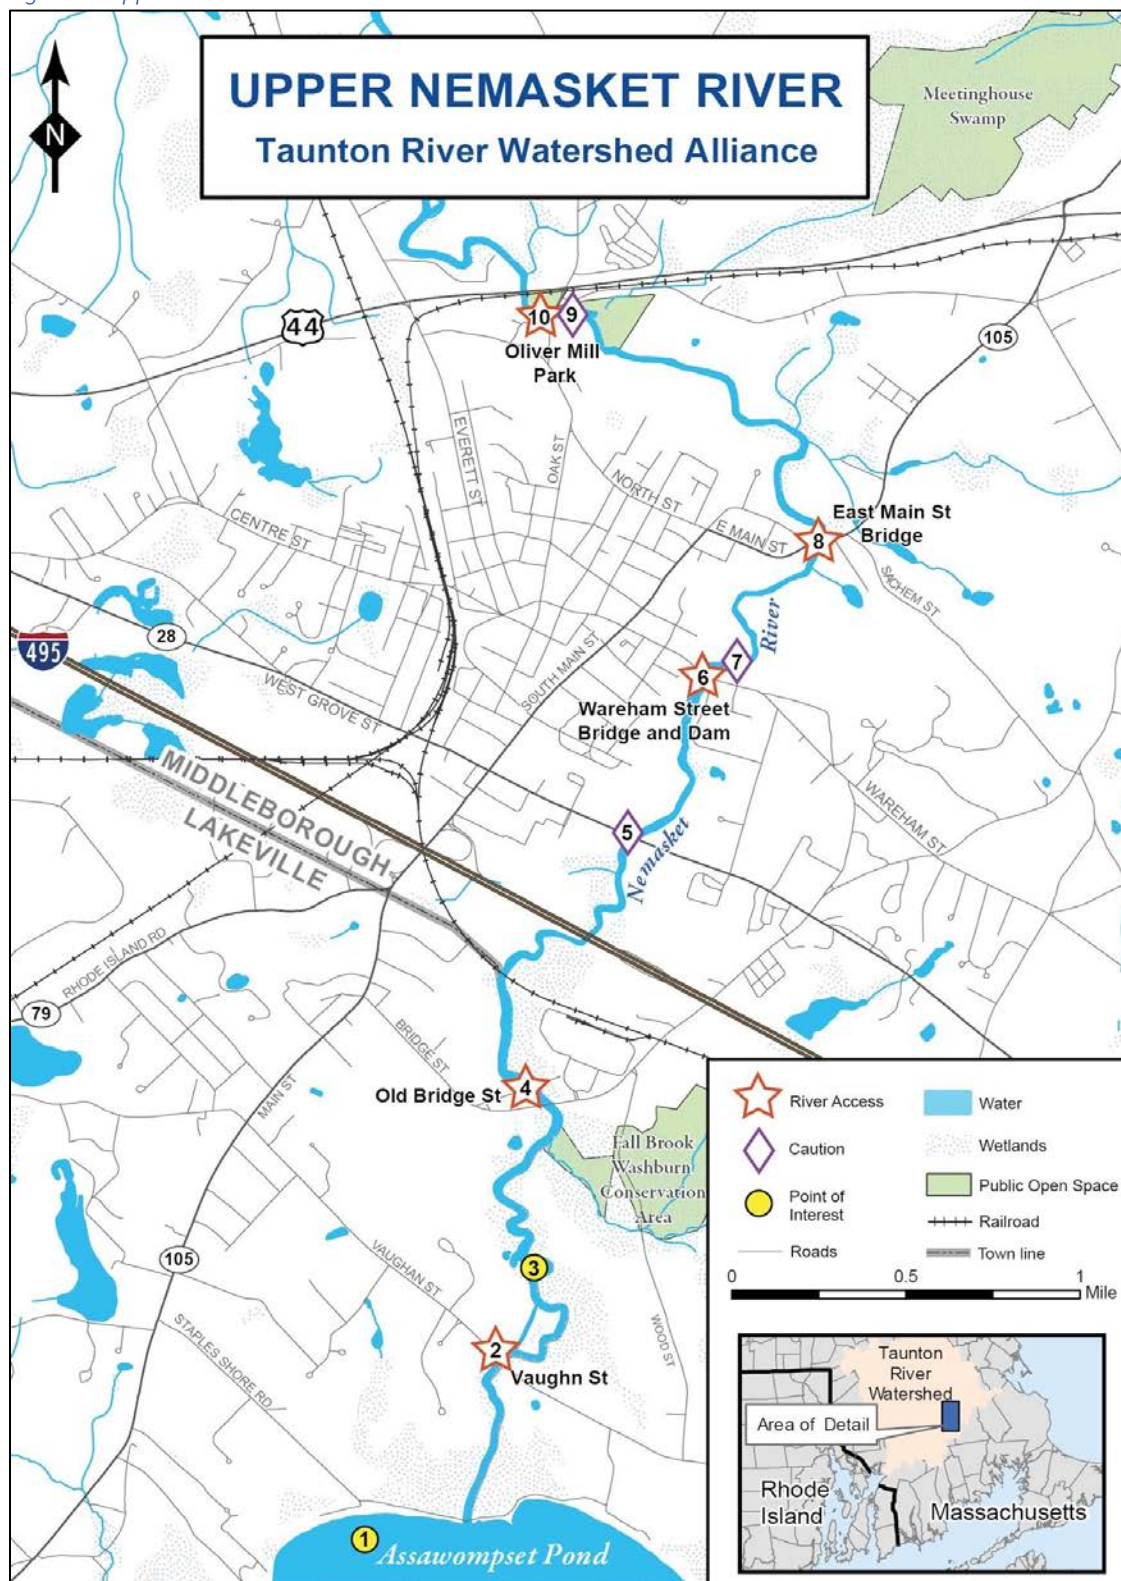 UPPER NEMASKET RIVER
Taunton River Watershed Alliance
N
Meetinghouse
Swamp
44
10
9
Oliver Mill
Park
105
EVERETT ST
OAK ST
NORTH ST
E MAIN ST
East Main St
Bridge
8
CENTRE ST
SACHEM ST
28
495
River
7
6
SOUTH MAIN ST
WEST GROVE ST
Wareham Street
Bridge and Dam
MIDDLEBOROUGH
LAKEVILLE
WAREHAM ST
5
Nemasket
RHODE ISLAND RD
79
BRIDGE ST
MAIN ST
Old Bridge St
4
Fall Brook
Washburn
Conservation
Area
105
VAUGHAN ST
3
STAPLES SHORE RD
WOOD ST
2
Vaughn St
1
Assawompset Pond
River Access
Caution
Point of
Interest
Roads
Water
Wetlands
Public Open Space
Railroad
Town line
0 0.5 1
Mile
Taunton
River
Watershed
Area of Detail
Rhode
Island
Massachusetts